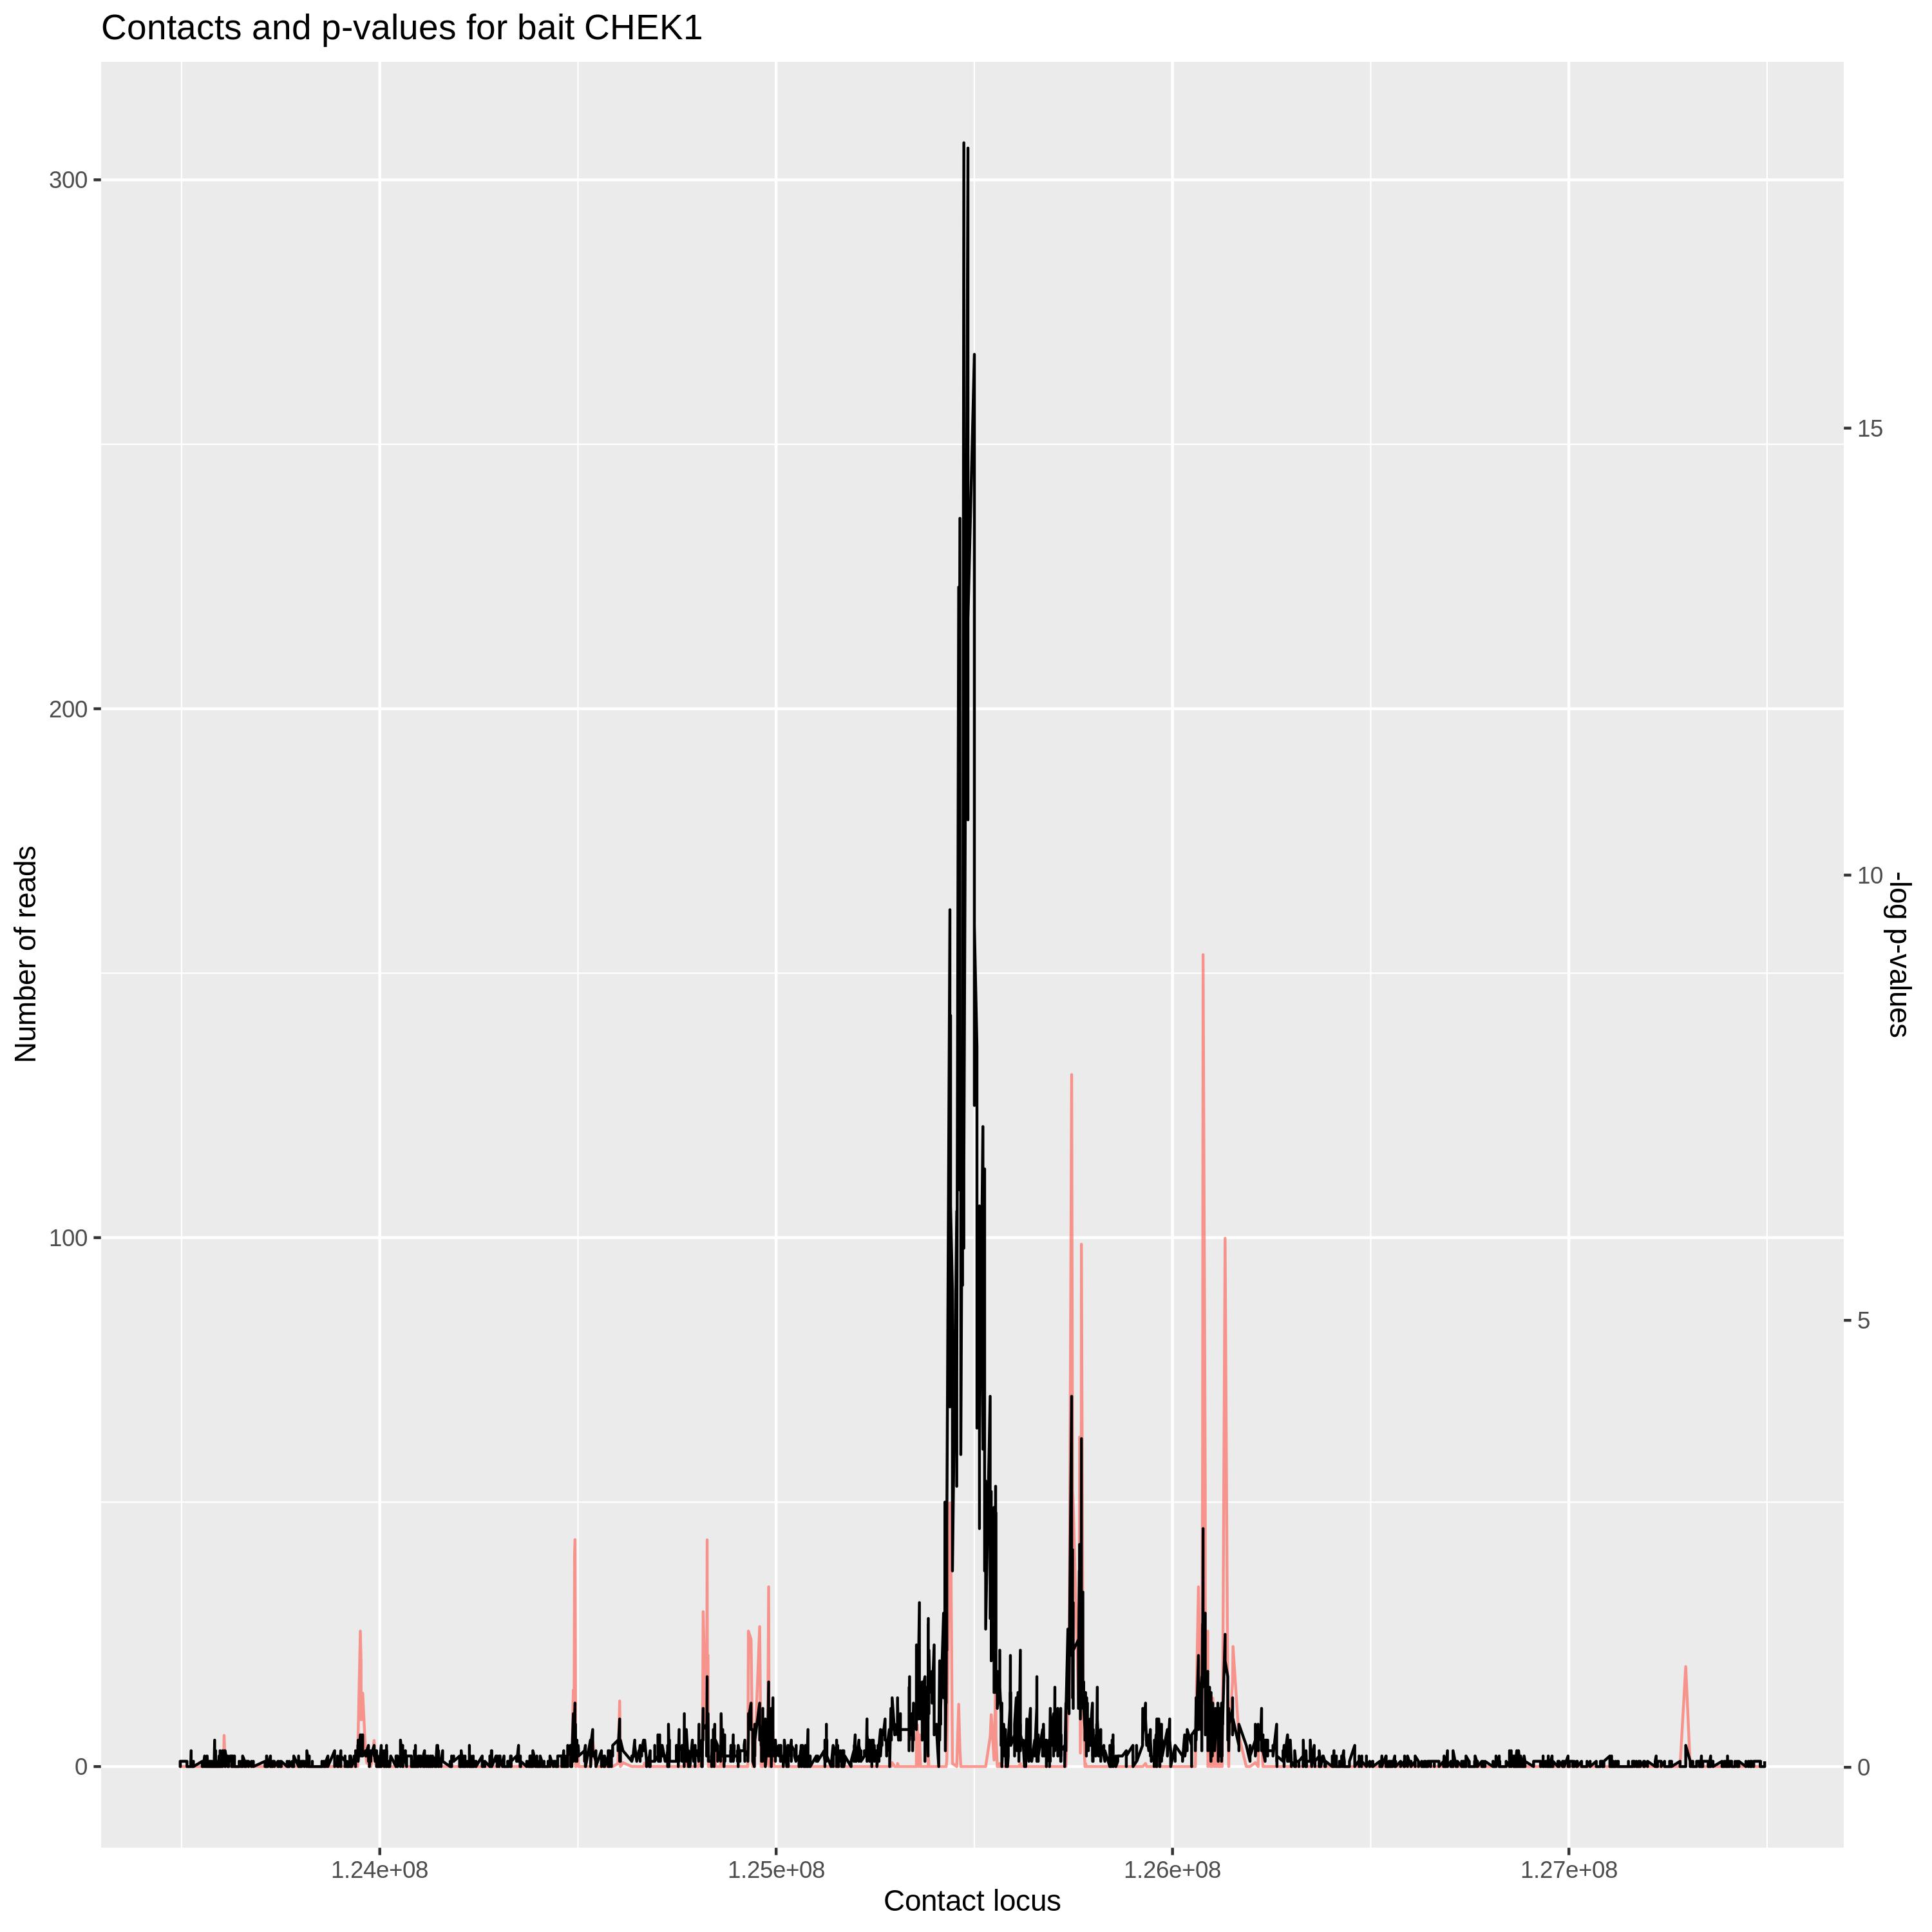 Contacts and p-values for bait CHEK1
300
200
100
0
Number of reads
15
10
5
0
-log p-values
1.24e+08
1.25e+08
1.26e+08
1.27e+08
Contact locus